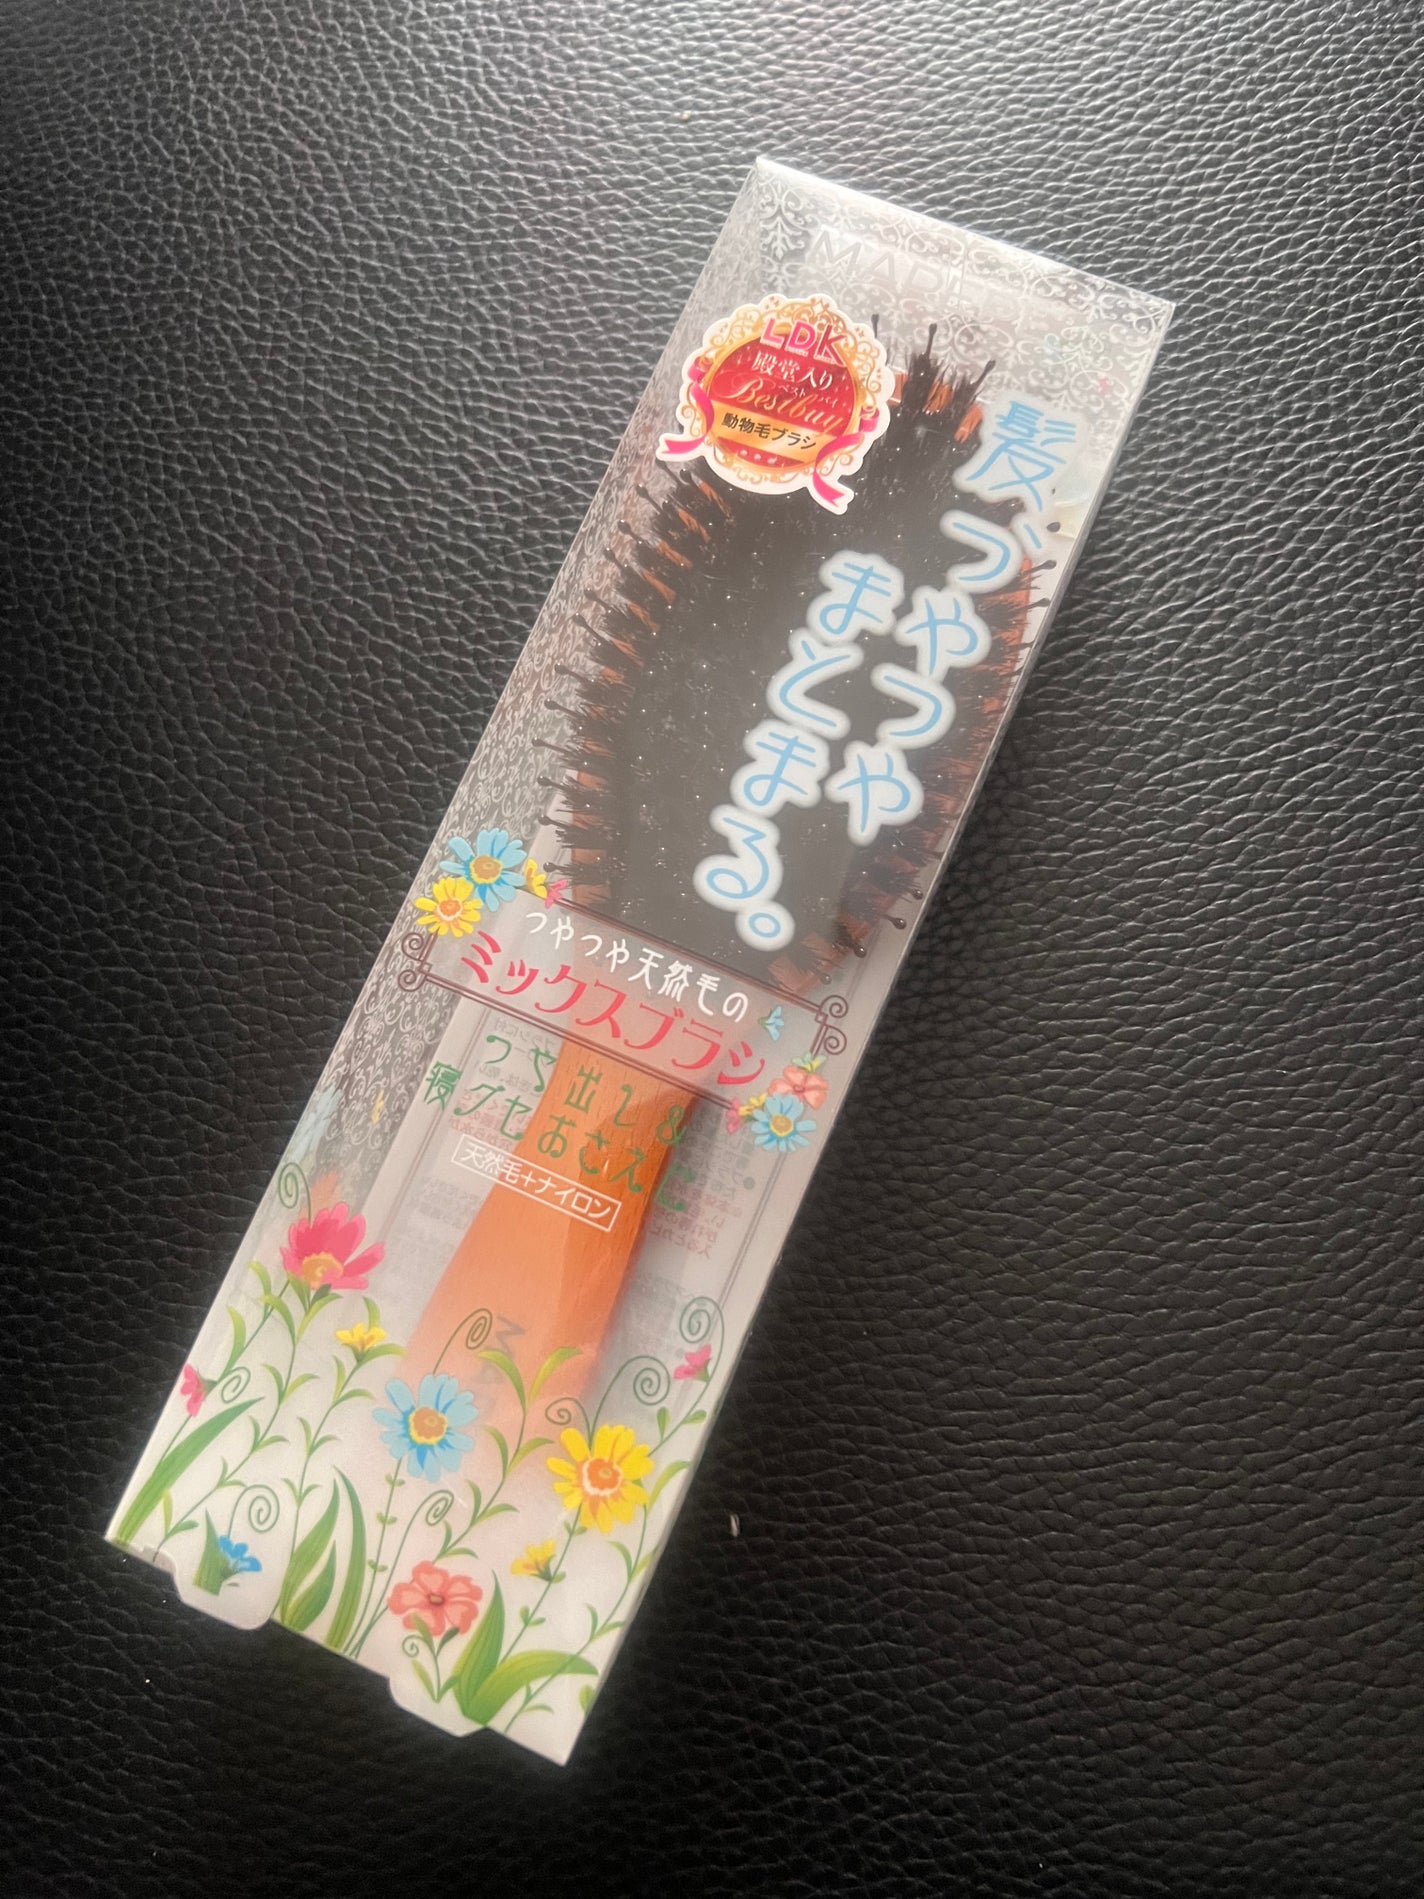 LDK
殿堂入り
ベストバイ
Bestbuy
動物毛ブラシ
髪、つやつや
まとまる。
つやつや天然毛の
ミックスブラシ
つや出し&
寝グセおさえに
天然毛+ナイロン